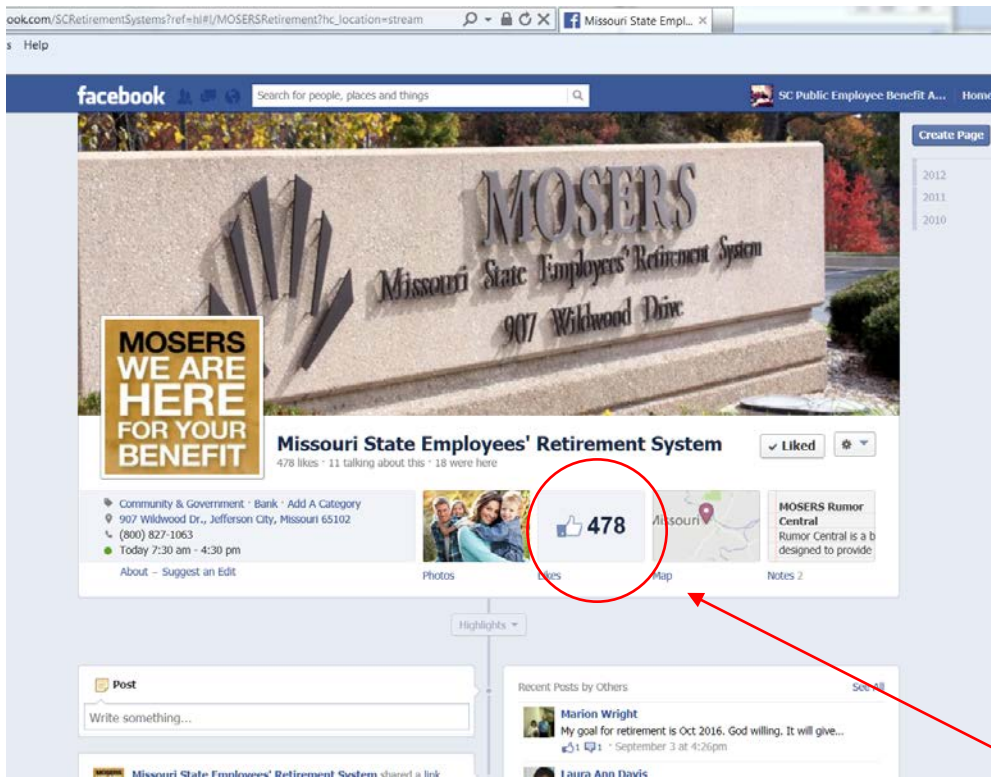 ook.com/SCRetirementSystems?ref=hl#!/MOSERSRetirement?hc_location=stream
Missouri State Empl...
s Help
facebook
Search for people, places and things
SC Public Employee Benefit A...
Home
Create Page
2012
2011
2010
MOSERS
Missouri State Employees' Retirement System
907 Wildwood Drive
MOSERS
WE ARE
HERE
FOR YOUR
BENEFIT
Missouri State Employees' Retirement System
Liked
478 likes · 11 talking about this · 18 were here
Community & Government · Bank · Add A Category
907 Wildwood Dr., Jefferson City, Missouri 65102
(800) 827-1063
Today 7:30 am - 4:30 pm
About – Suggest an Edit
Photos
478
Likes
Missouri
Map
MOSERS Rumor
Central
Rumor Central is a b
designed to provide
Notes 2
Highlights
Post
Write something...
Missouri State Employees' Retirement System shared a link
Recent Posts by Others
See All
Marion Wright
My goal for retirement is Oct 2016. God willing. It will give...
1 1 · September 3 at 4:26pm
Laura Ann Davis